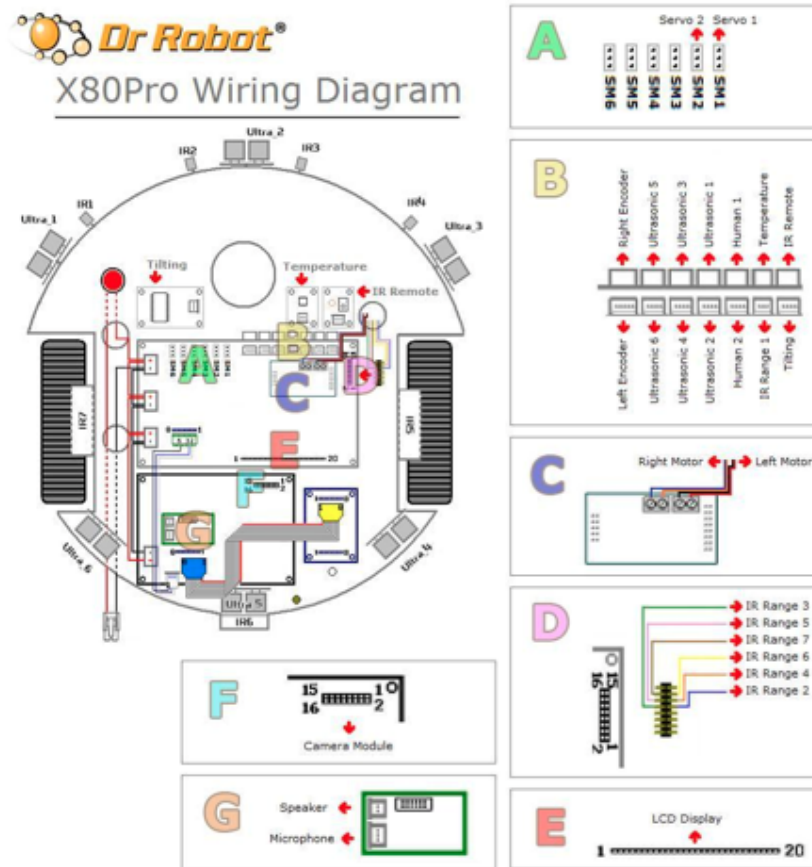 Dr Robot®
X80Pro Wiring Diagram
Ultra_2
IR2
IR3
IR1
IR4
Ultra_1
Ultra_3
Tilting
Temperature
IR Remote
B
A
D
C
IR7
IR5
E
1 20
F
G
Ultra_6
Ultra_4
Ultra_5
IR6
A
Servo 2 Servo 1
SM6 SM5 SM4 SM3 SM2 SM1
B
Right Encoder
Ultrasonic 5
Ultrasonic 3
Ultrasonic 1
Human 1
Temperature
IR Remote
Left Encoder
Ultrasonic 6
Ultrasonic 4
Ultrasonic 2
Human 2
IR Range 1
Tilting
C
Right Motor Left Motor
D
15
16
2
1
IR Range 3
IR Range 5
IR Range 7
IR Range 6
IR Range 4
IR Range 2
F
15 1
16 2
Camera Module
G
Speaker
Microphone
E
LCD Display
1 20